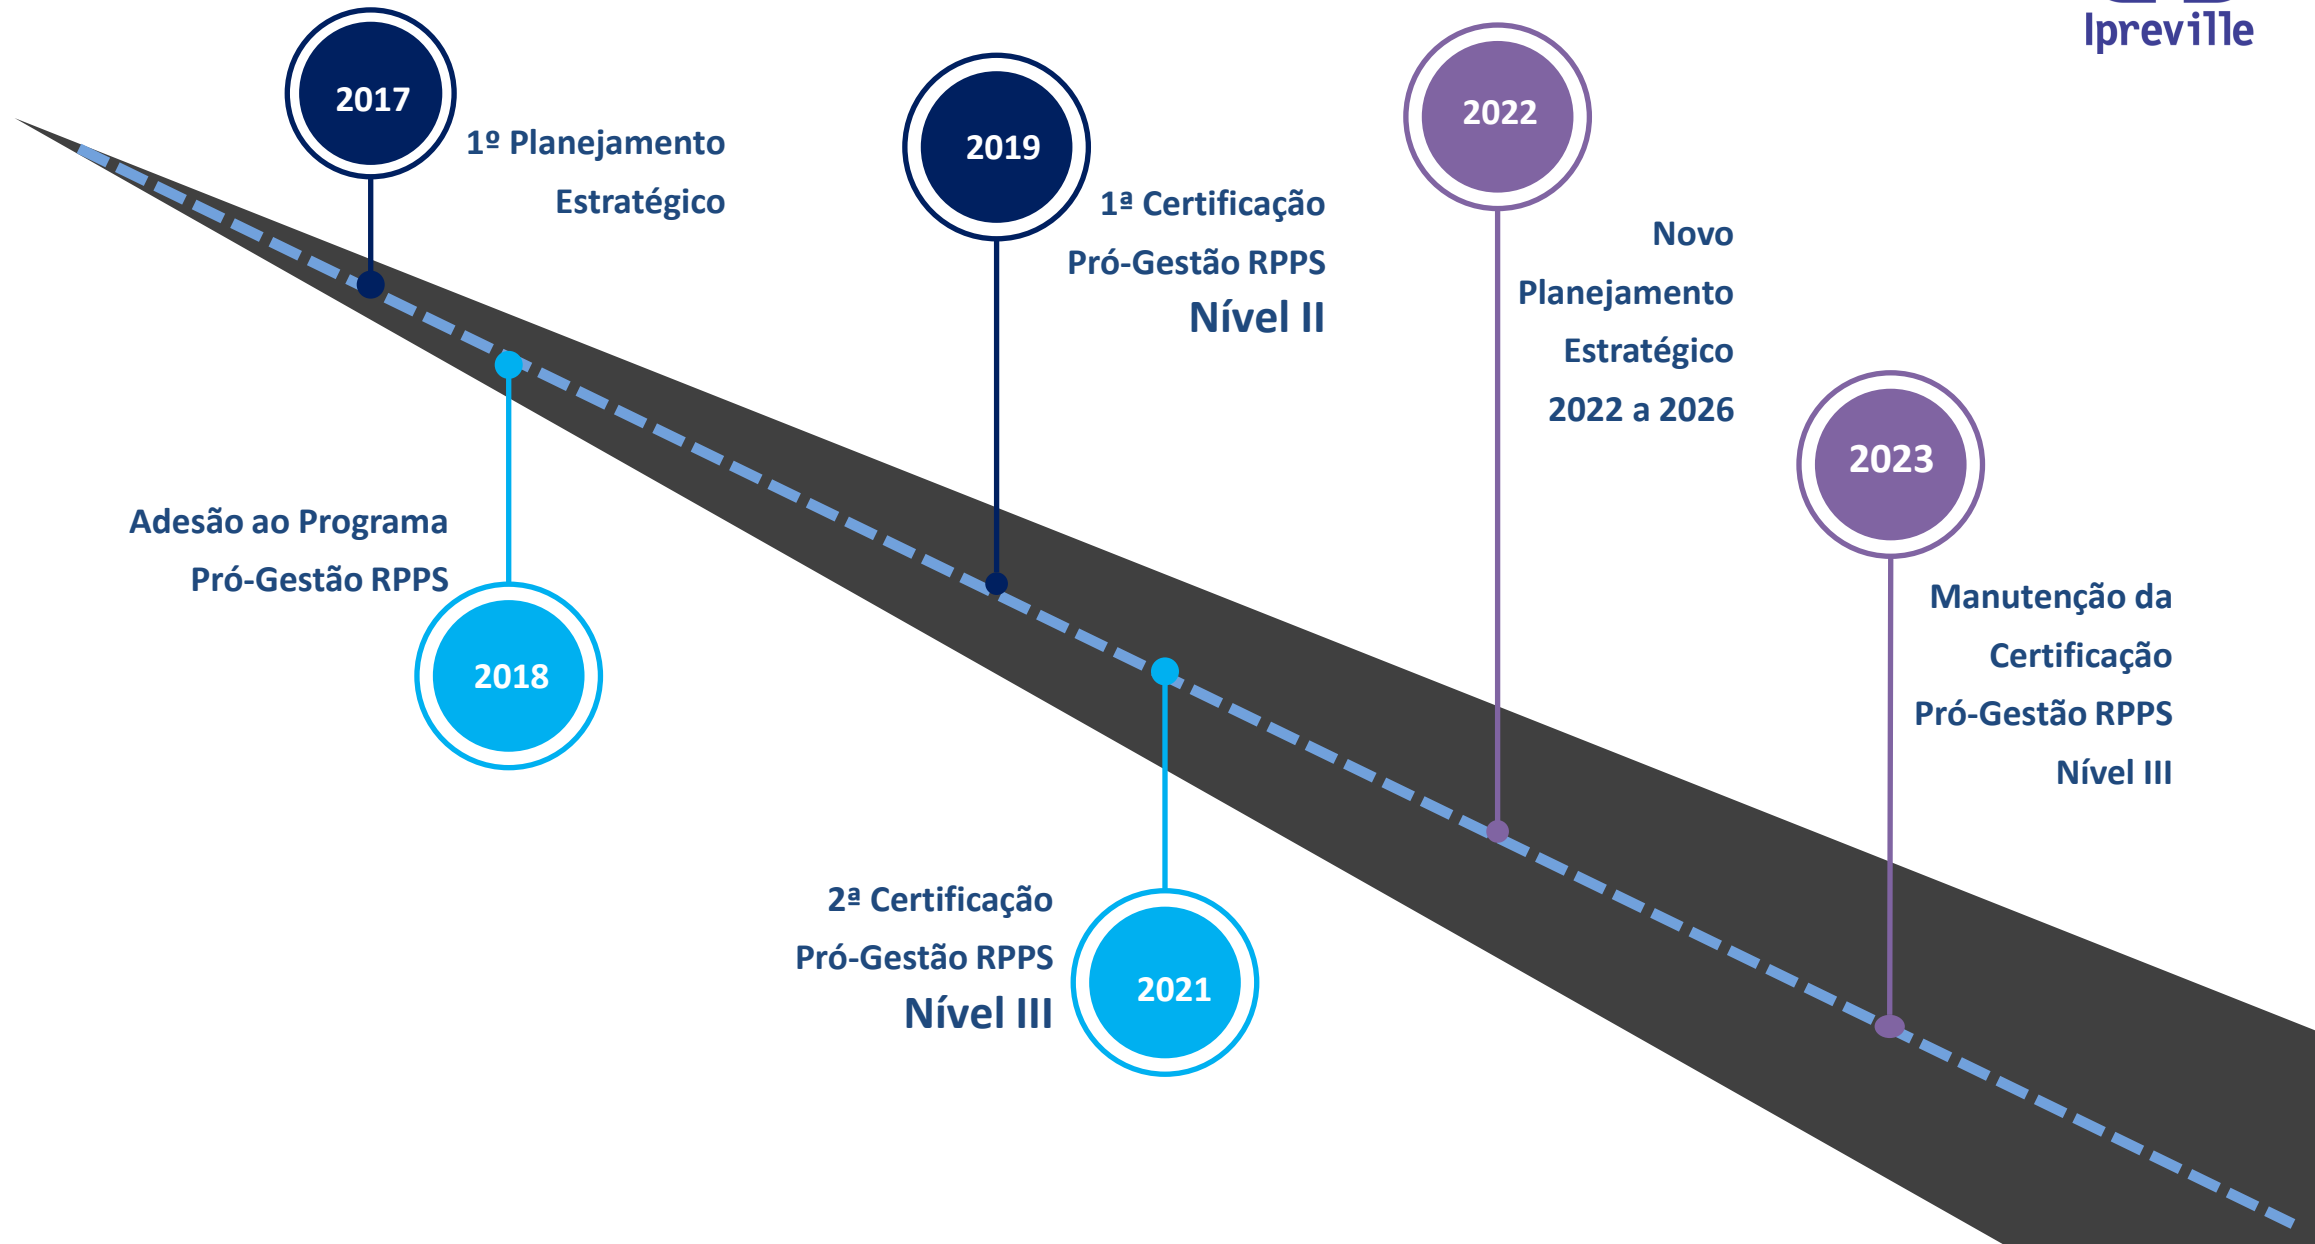 Ipreville
2017
1º Planejamento
Estratégico
2018
Adesão ao Programa
Pró-Gestão RPPS
2019
1ª Certificação
Pró-Gestão RPPS
Nível II
2021
2ª Certificação
Pró-Gestão RPPS
Nível III
2022
Novo
Planejamento
Estratégico
2022 a 2026
2023
Manutenção da
Certificação
Pró-Gestão RPPS
Nível III